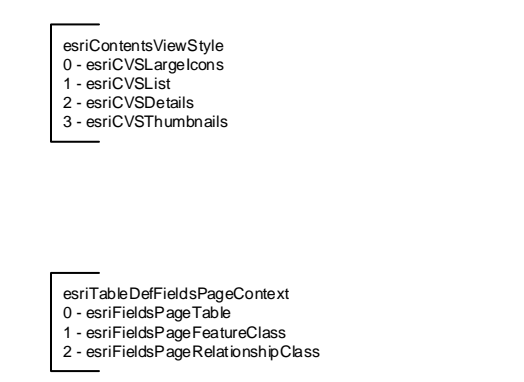 esriContentsViewStyle
0 - esriCVSLargeIcons
1 - esriCVSList
2 - esriCVSDetails
3 - esriCVSThumbnails
esriTableDefFieldsPageContext
0 - esriFieldsPageTable
1 - esriFieldsPageFeatureClass
2 - esriFieldsPageRelationshipClass